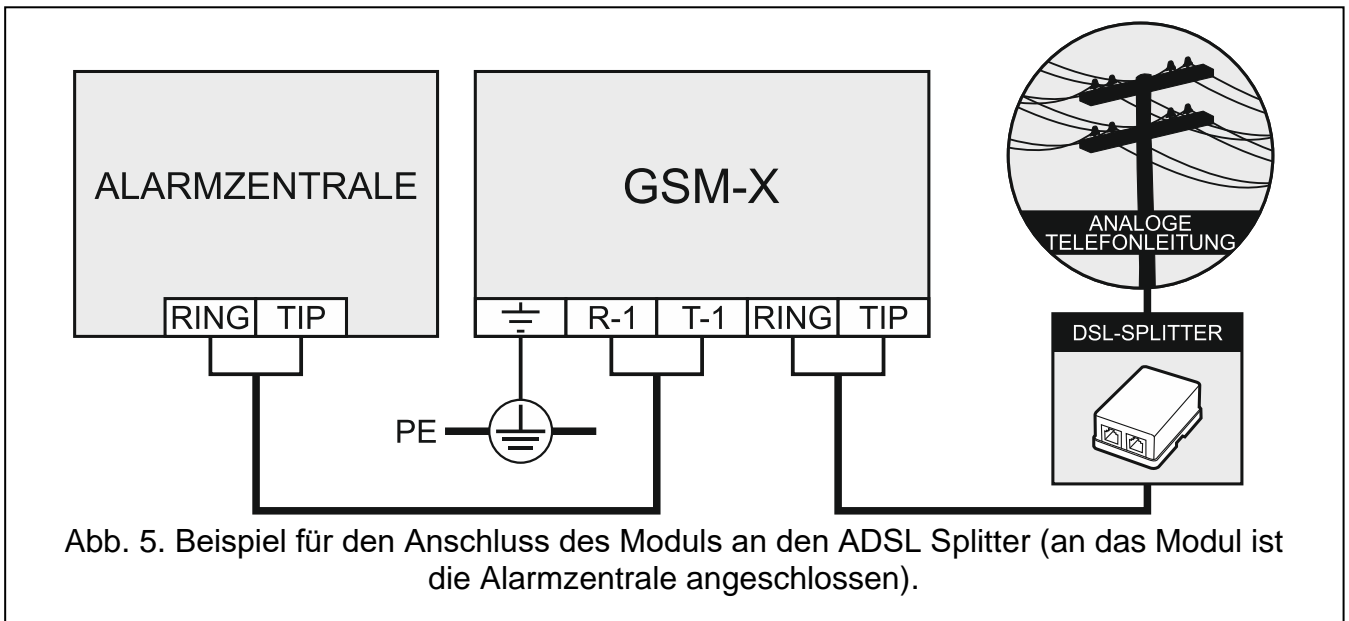 ALARMZENTRALE
RING TIP
GSM-X
R-1 T-1 RING TIP
PE
ANALOGE
TELEFONLEITUNG
DSL-SPLITTER
Abb. 5. Beispiel für den Anschluss des Moduls an den ADSL Splitter (an das Modul ist
die Alarmzentrale angeschlossen).